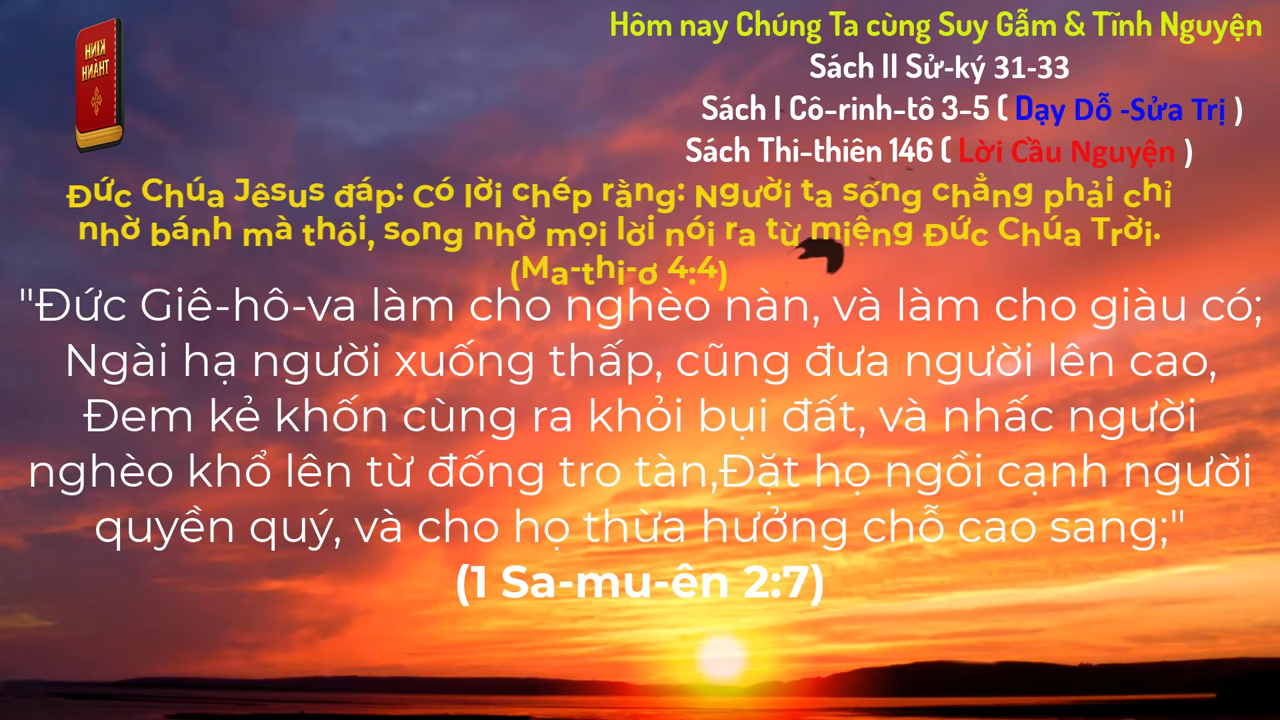 KINH
THÁNH
Hôm nay Chúng Ta cùng Suy Gẫm & Tĩnh Nguyện
Sách II Sử-ký 31-33
Sách I Cô-rinh-tô 3-5 ( Dạy Dỗ -Sửa Trị )
Sách Thi-thiên 146 ( Lời Cầu Nguyện )
Đức Chúa Jêsus đáp: Có lời chép rằng: Người ta sống chẳng phải chỉ
nhờ bánh mà thôi, song nhờ mọi lời nói ra từ miệng Đức Chúa Trời.
(Ma-thi-ơ 4:4)
"Đức Giê-hô-va làm cho nghèo nàn, và làm cho giàu có;
Ngài hạ người xuống thấp, cũng đưa người lên cao,
Đem kẻ khốn cùng ra khỏi bụi đất, và nhấc người
nghèo khổ lên từ đống tro tàn,Đặt họ ngồi cạnh người
quyền quý, và cho họ thừa hưởng chỗ cao sang;"
(1 Sa-mu-ên 2:7)